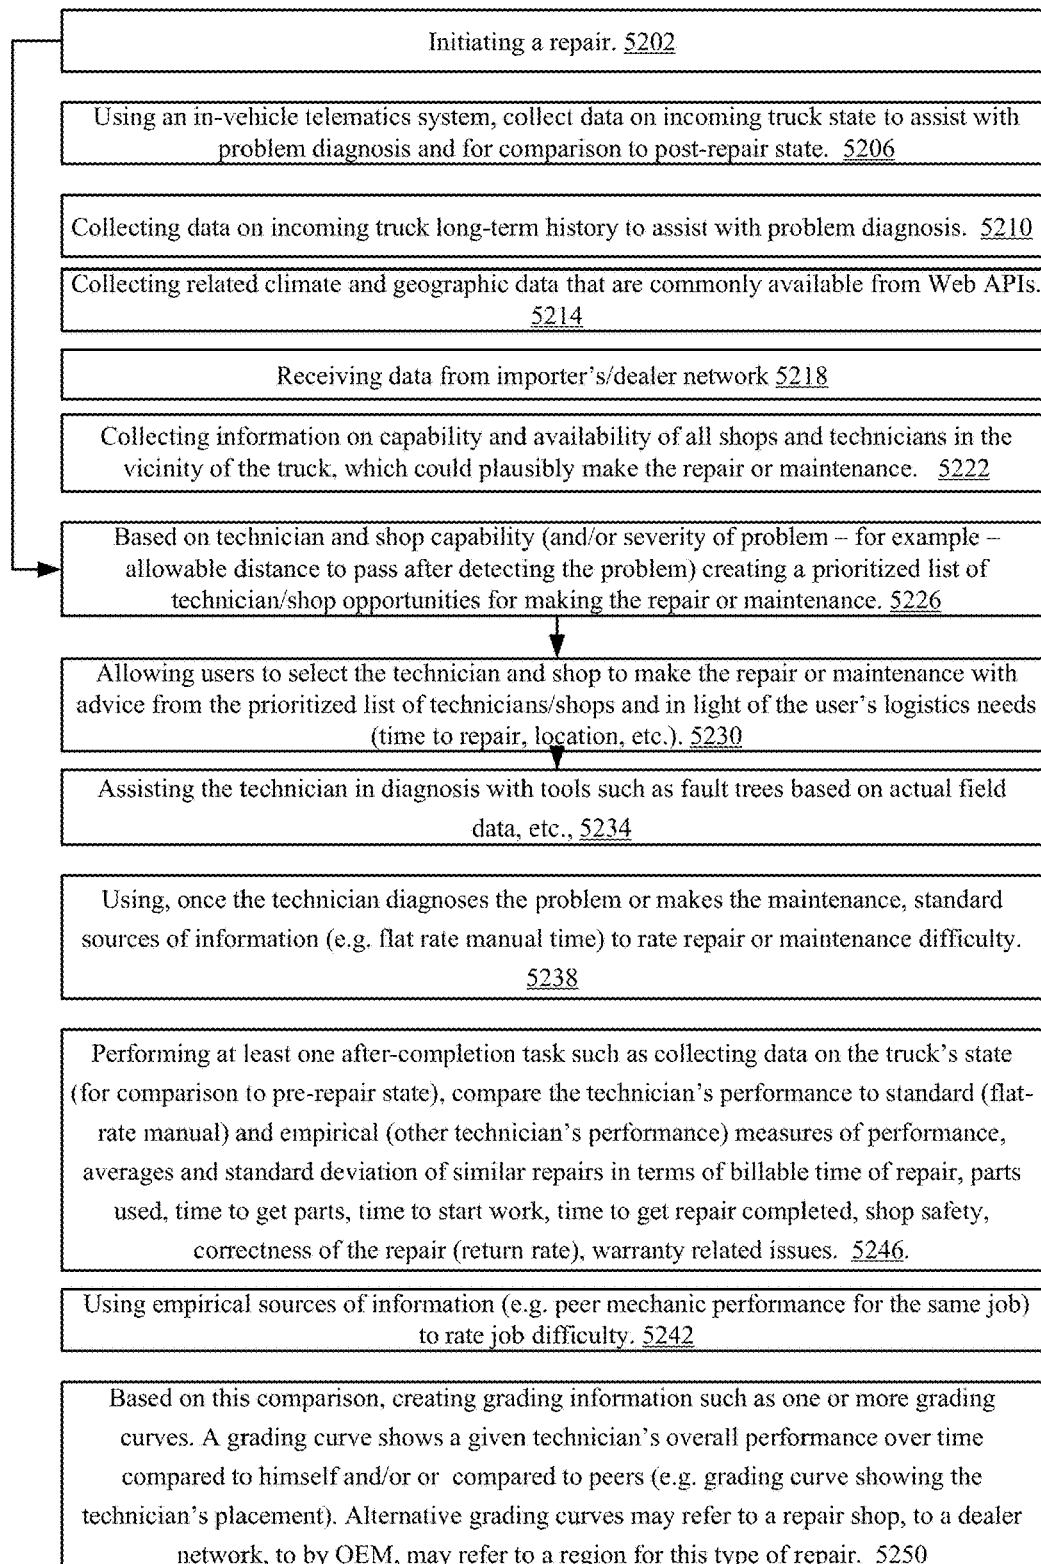 Initiating a repair. 5202
Using an in-vehicle telematics system, collect data on incoming truck state to assist with
problem diagnosis and for comparison to post-repair state. 5206
Collecting data on incoming truck long-term history to assist with problem diagnosis. 5210
Collecting related climate and geographic data that are commonly available from Web APIs.
5214
Receiving data from importer's/dealer network 5218
Collecting information on capability and availability of all shops and technicians in the
vicinity of the truck, which could plausibly make the repair or maintenance. 5222
Based on technician and shop capability (and/or severity of problem – for example –
allowable distance to pass after detecting the problem) creating a prioritized list of
technician/shop opportunities for making the repair or maintenance. 5226
Allowing users to select the technician and shop to make the repair or maintenance with
advice from the prioritized list of technicians/shops and in light of the user's logistics needs
(time to repair, location, etc.). 5230
Assisting the technician in diagnosis with tools such as fault trees based on actual field
data, etc., 5234
Using, once the technician diagnoses the problem or makes the maintenance, standard
sources of information (e.g. flat rate manual time) to rate repair or maintenance difficulty.
5238
Performing at least one after-completion task such as collecting data on the truck's state
(for comparison to pre-repair state), compare the technician's performance to standard (flat-
rate manual) and empirical (other technician's performance) measures of performance,
averages and standard deviation of similar repairs in terms of billable time of repair, parts
used, time to get parts, time to start work, time to get repair completed, shop safety,
correctness of the repair (return rate), warranty related issues. 5246.
Using empirical sources of information (e.g. peer mechanic performance for the same job)
to rate job difficulty. 5242
Based on this comparison, creating grading information such as one or more grading
curves. A grading curve shows a given technician's overall performance over time
compared to himself and/or or compared to peers (e.g. grading curve showing the
technician's placement). Alternative grading curves may refer to a repair shop, to a dealer
network, to by OEM, may refer to a region for this type of repair. 5250